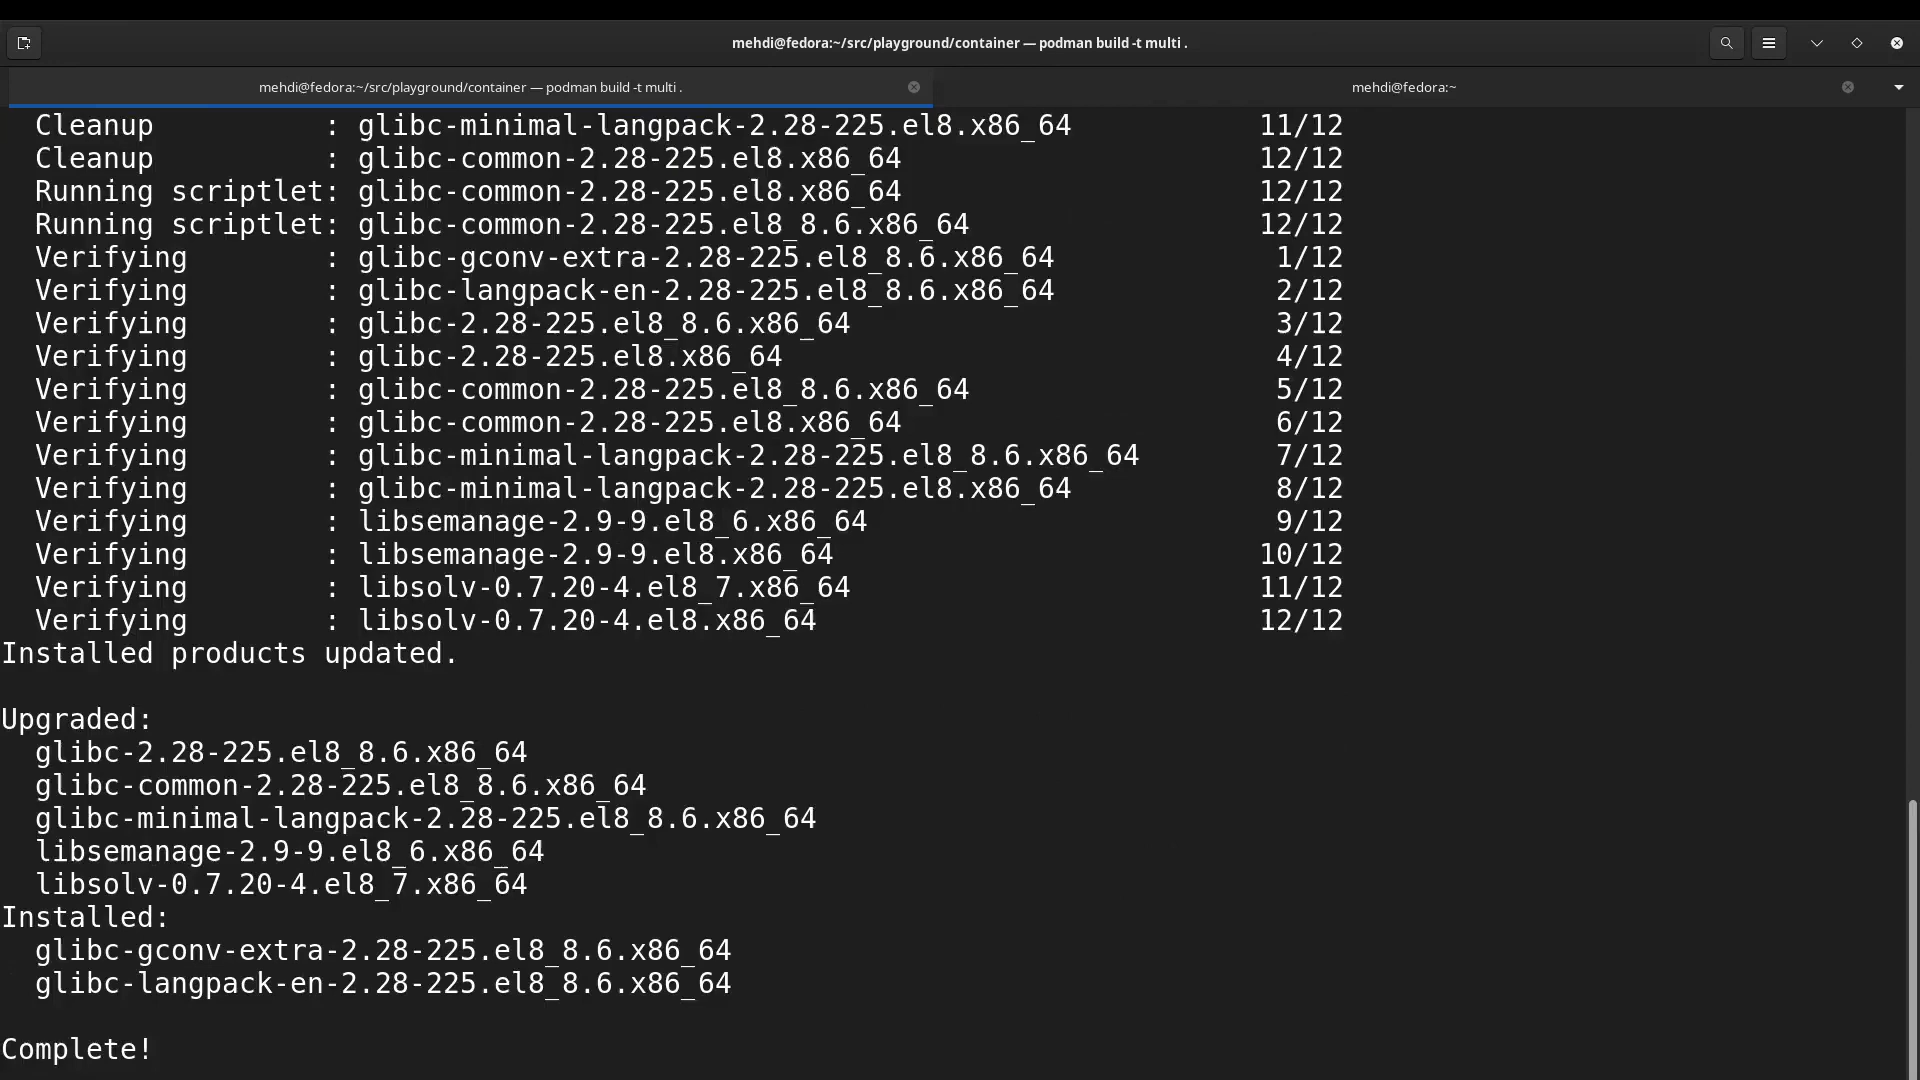 mehdi@fedora:~/src/playground/container — podman build -t multi .
mehdi@fedora:~/src/playground/container — podman build -t multi . mehdi@fedora:~
  Cleanup          : glibc-minimal-langpack-2.28-225.el8.x86_64           11/12
  Cleanup          : glibc-common-2.28-225.el8.x86_64                     12/12
  Running scriptlet: glibc-common-2.28-225.el8.x86_64                     12/12
  Running scriptlet: glibc-common-2.28-225.el8_8.6.x86_64                 12/12
  Verifying        : glibc-gconv-extra-2.28-225.el8_8.6.x86_64             1/12
  Verifying        : glibc-langpack-en-2.28-225.el8_8.6.x86_64             2/12
  Verifying        : glibc-2.28-225.el8_8.6.x86_64                         3/12
  Verifying        : glibc-2.28-225.el8.x86_64                             4/12
  Verifying        : glibc-common-2.28-225.el8_8.6.x86_64                  5/12
  Verifying        : glibc-common-2.28-225.el8.x86_64                      6/12
  Verifying        : glibc-minimal-langpack-2.28-225.el8_8.6.x86_64        7/12
  Verifying        : glibc-minimal-langpack-2.28-225.el8.x86_64            8/12
  Verifying        : libsemanage-2.9-9.el8_6.x86_64                        9/12
  Verifying        : libsemanage-2.9-9.el8.x86_64                         10/12
  Verifying        : libsolv-0.7.20-4.el8_7.x86_64                        11/12
  Verifying        : libsolv-0.7.20-4.el8.x86_64                          12/12
Installed products updated.

Upgraded:
  glibc-2.28-225.el8_8.6.x86_64
  glibc-common-2.28-225.el8_8.6.x86_64
  glibc-minimal-langpack-2.28-225.el8_8.6.x86_64
  libsemanage-2.9-9.el8_6.x86_64
  libsolv-0.7.20-4.el8_7.x86_64
Installed:
  glibc-gconv-extra-2.28-225.el8_8.6.x86_64
  glibc-langpack-en-2.28-225.el8_8.6.x86_64

Complete!